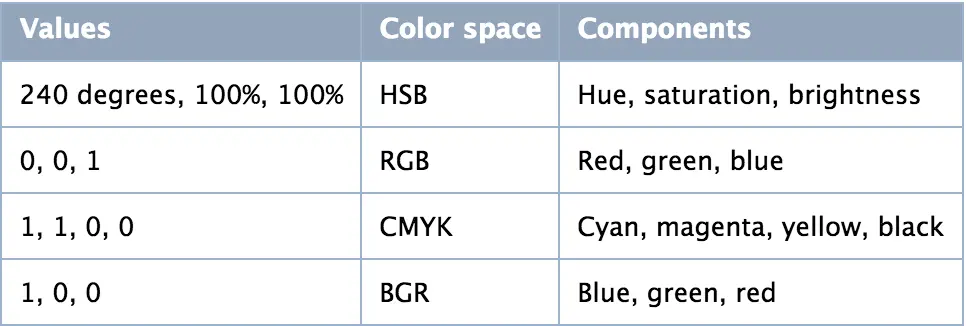 Values Color space Components
240 degrees, 100%, 100% HSB Hue, saturation, brightness
0, 0, 1 RGB Red, green, blue
1, 1, 0, 0 CMYK Cyan, magenta, yellow, black
1, 0, 0 BGR Blue, green, red